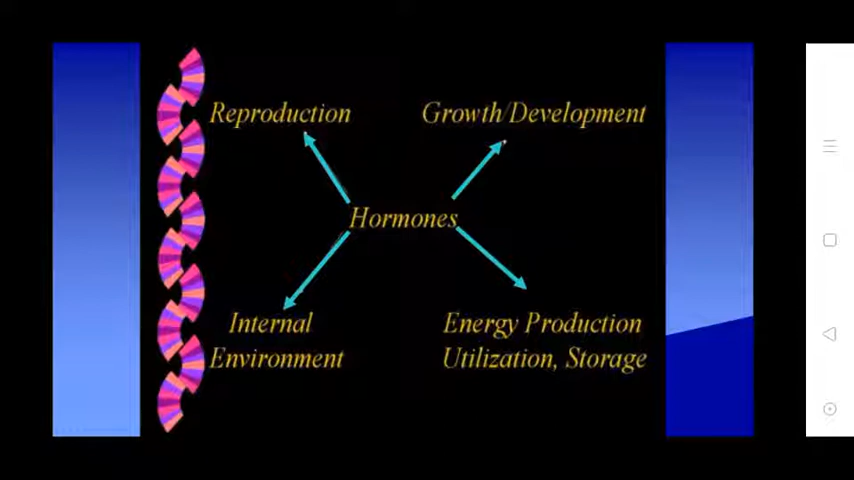 Reproduction
Growth/Development
Hormones
Internal
Environment
Energy Production
Utilization, Storage